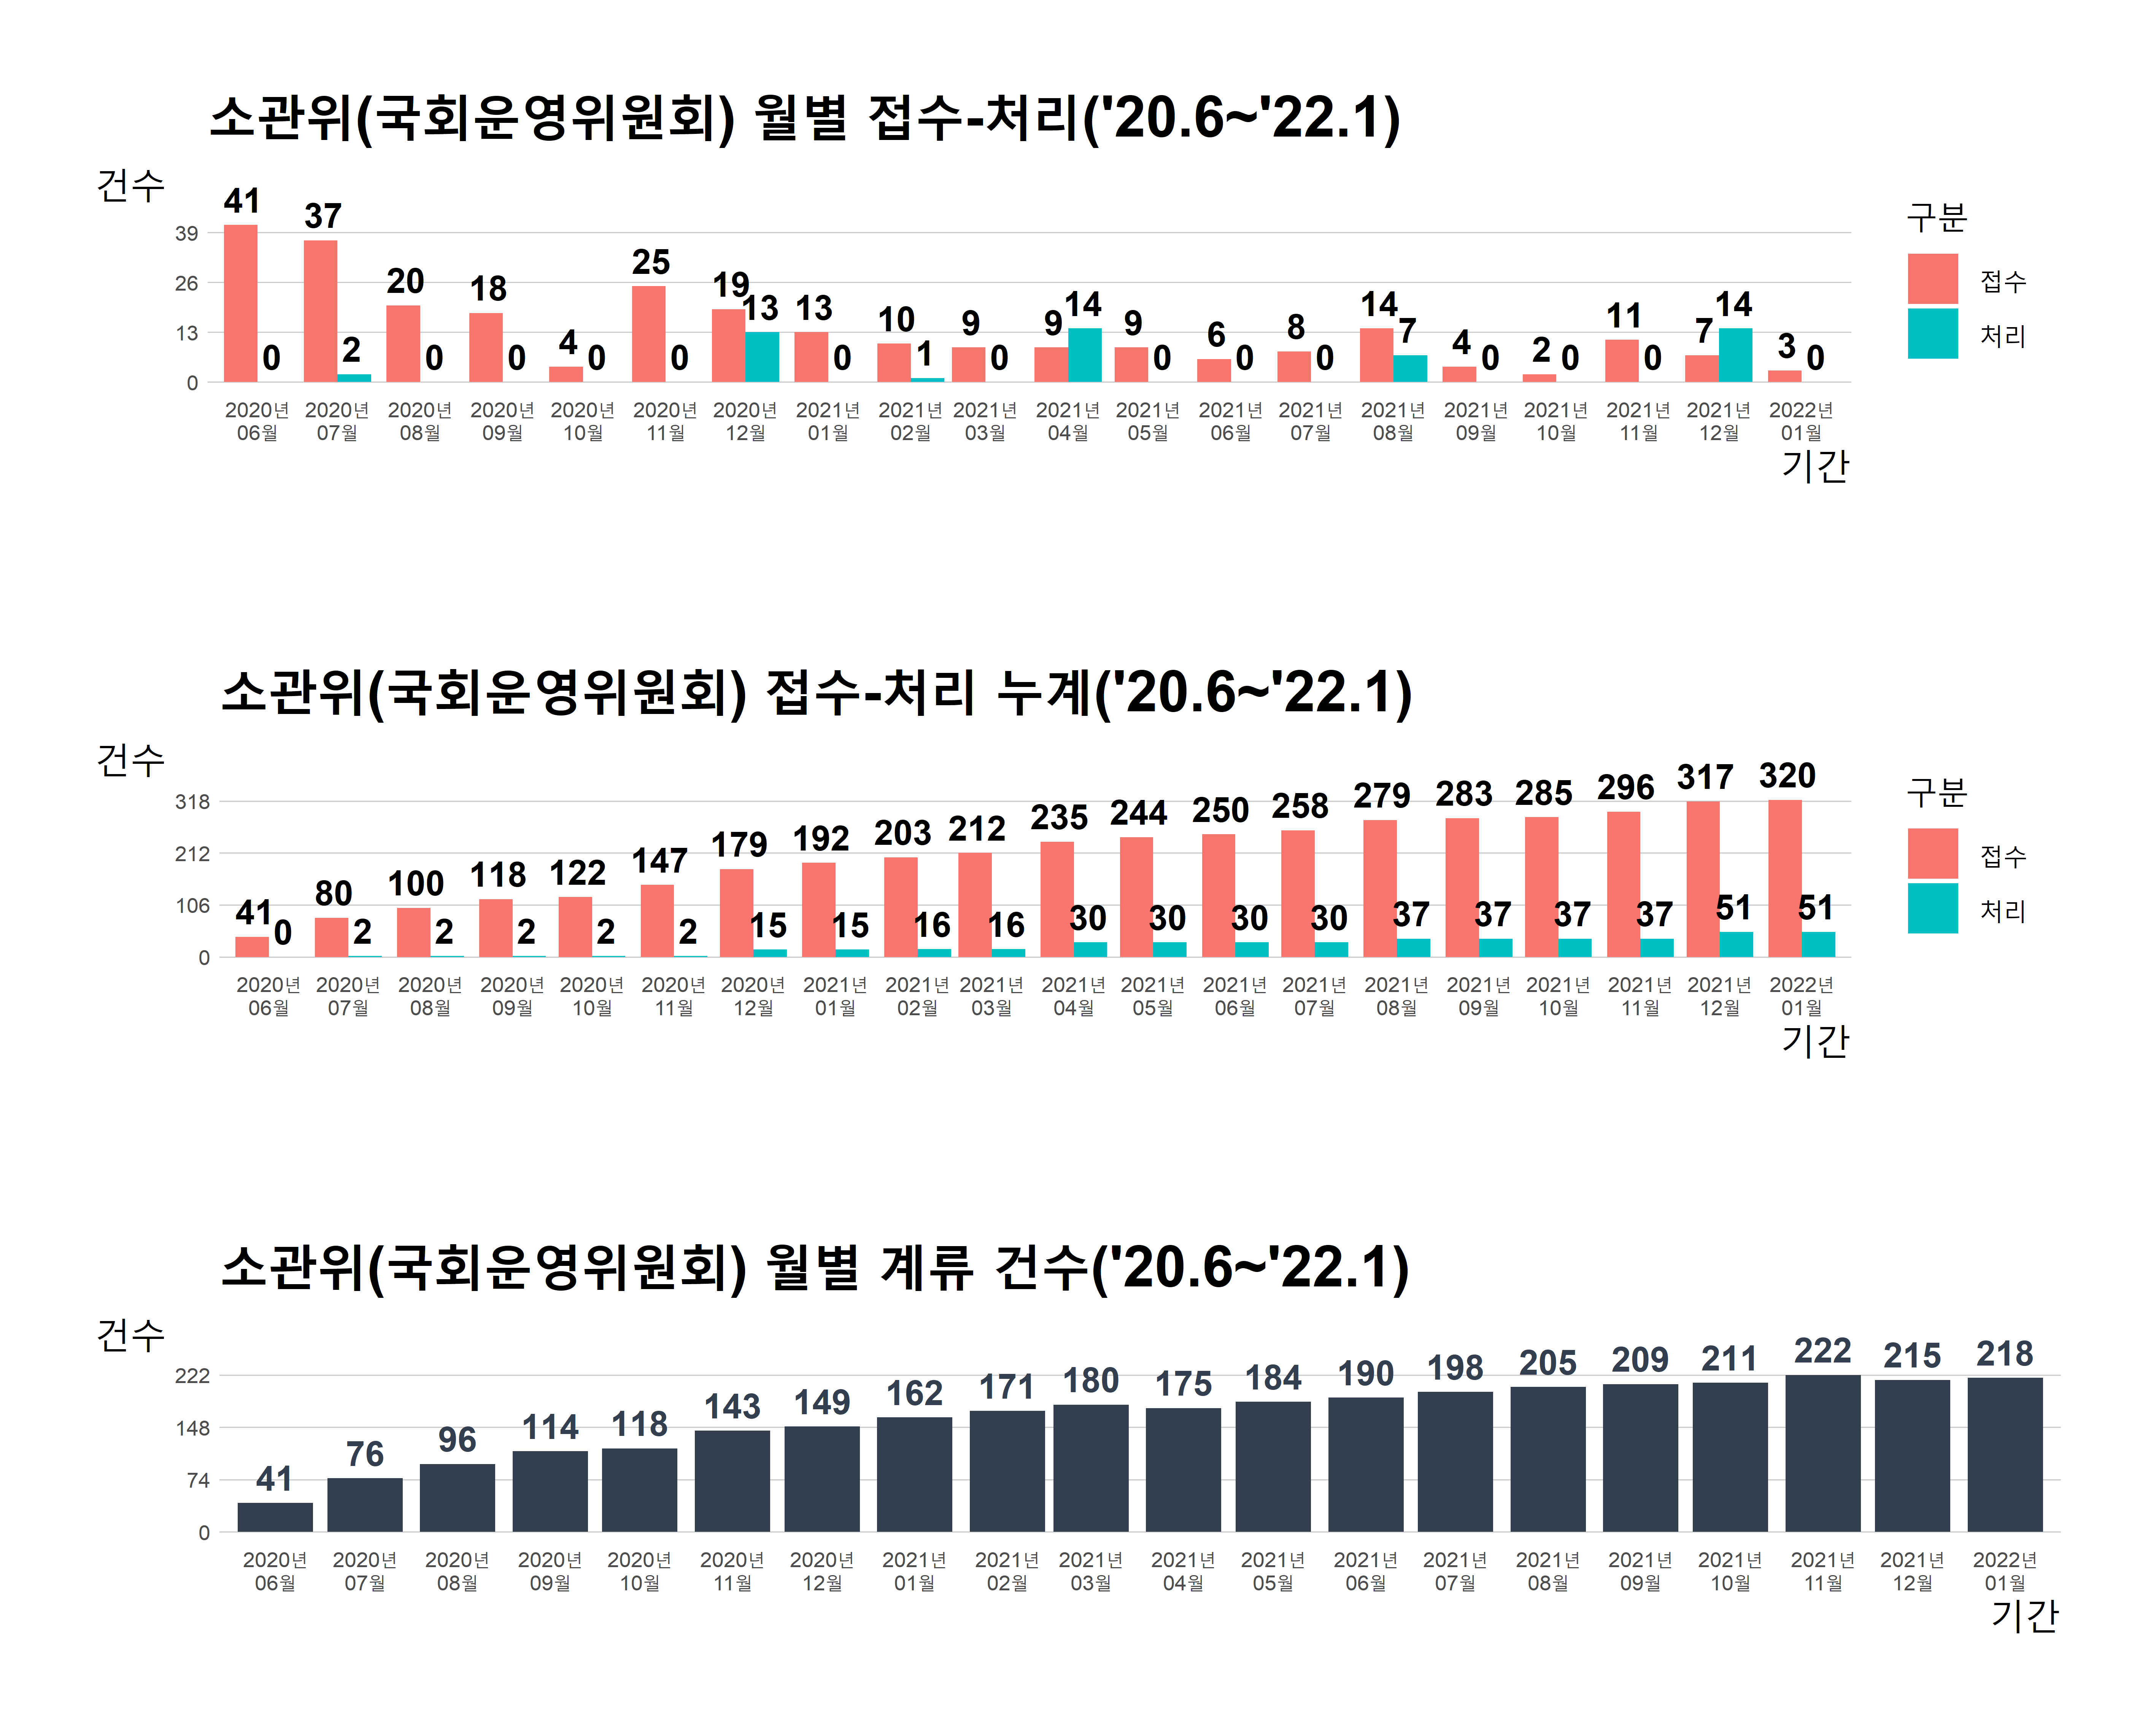 소관위(국회운영위원회) 월별 접수-처리('20.6~'22.1)
건수
41 0 37 2 20 0 18 0 4 0 25 0 19 13 13 0 10 1 9 0 9 14 9 0 6 0 8 0 14 7 4 0 2 0 11 0 7 14 3 0
39
26
13
0
2020년 2020년 2020년 2020년 2020년 2020년 2020년 2021년 2021년 2021년 2021년 2021년 2021년 2021년 2021년 2021년 2021년 2021년 2021년 2022년
06월 07월 08월 09월 10월 11월 12월 01월 02월 03월 04월 05월 06월 07월 08월 09월 10월 11월 12월 01월
기간
구분
접수
처리
소관위(국회운영위원회) 접수-처리 누계('20.6~'22.1)
건수
41 0 80 2 100 2 118 2 122 2 147 2 179 15 192 15 203 16 212 16 235 30 244 30 250 30 258 30 279 37 283 37 285 37 296 37 317 51 320 51
318
212
106
0
2020년 2020년 2020년 2020년 2020년 2020년 2020년 2021년 2021년 2021년 2021년 2021년 2021년 2021년 2021년 2021년 2021년 2021년 2021년 2022년
06월 07월 08월 09월 10월 11월 12월 01월 02월 03월 04월 05월 06월 07월 08월 09월 10월 11월 12월 01월
기간
구분
접수
처리
소관위(국회운영위원회) 월별 계류 건수('20.6~'22.1)
건수
41 76 96 114 118 143 149 162 171 180 175 184 190 198 205 209 211 222 215 218
222
148
74
0
2020년 2020년 2020년 2020년 2020년 2020년 2020년 2021년 2021년 2021년 2021년 2021년 2021년 2021년 2021년 2021년 2021년 2021년 2021년 2022년
06월 07월 08월 09월 10월 11월 12월 01월 02월 03월 04월 05월 06월 07월 08월 09월 10월 11월 12월 01월
기간